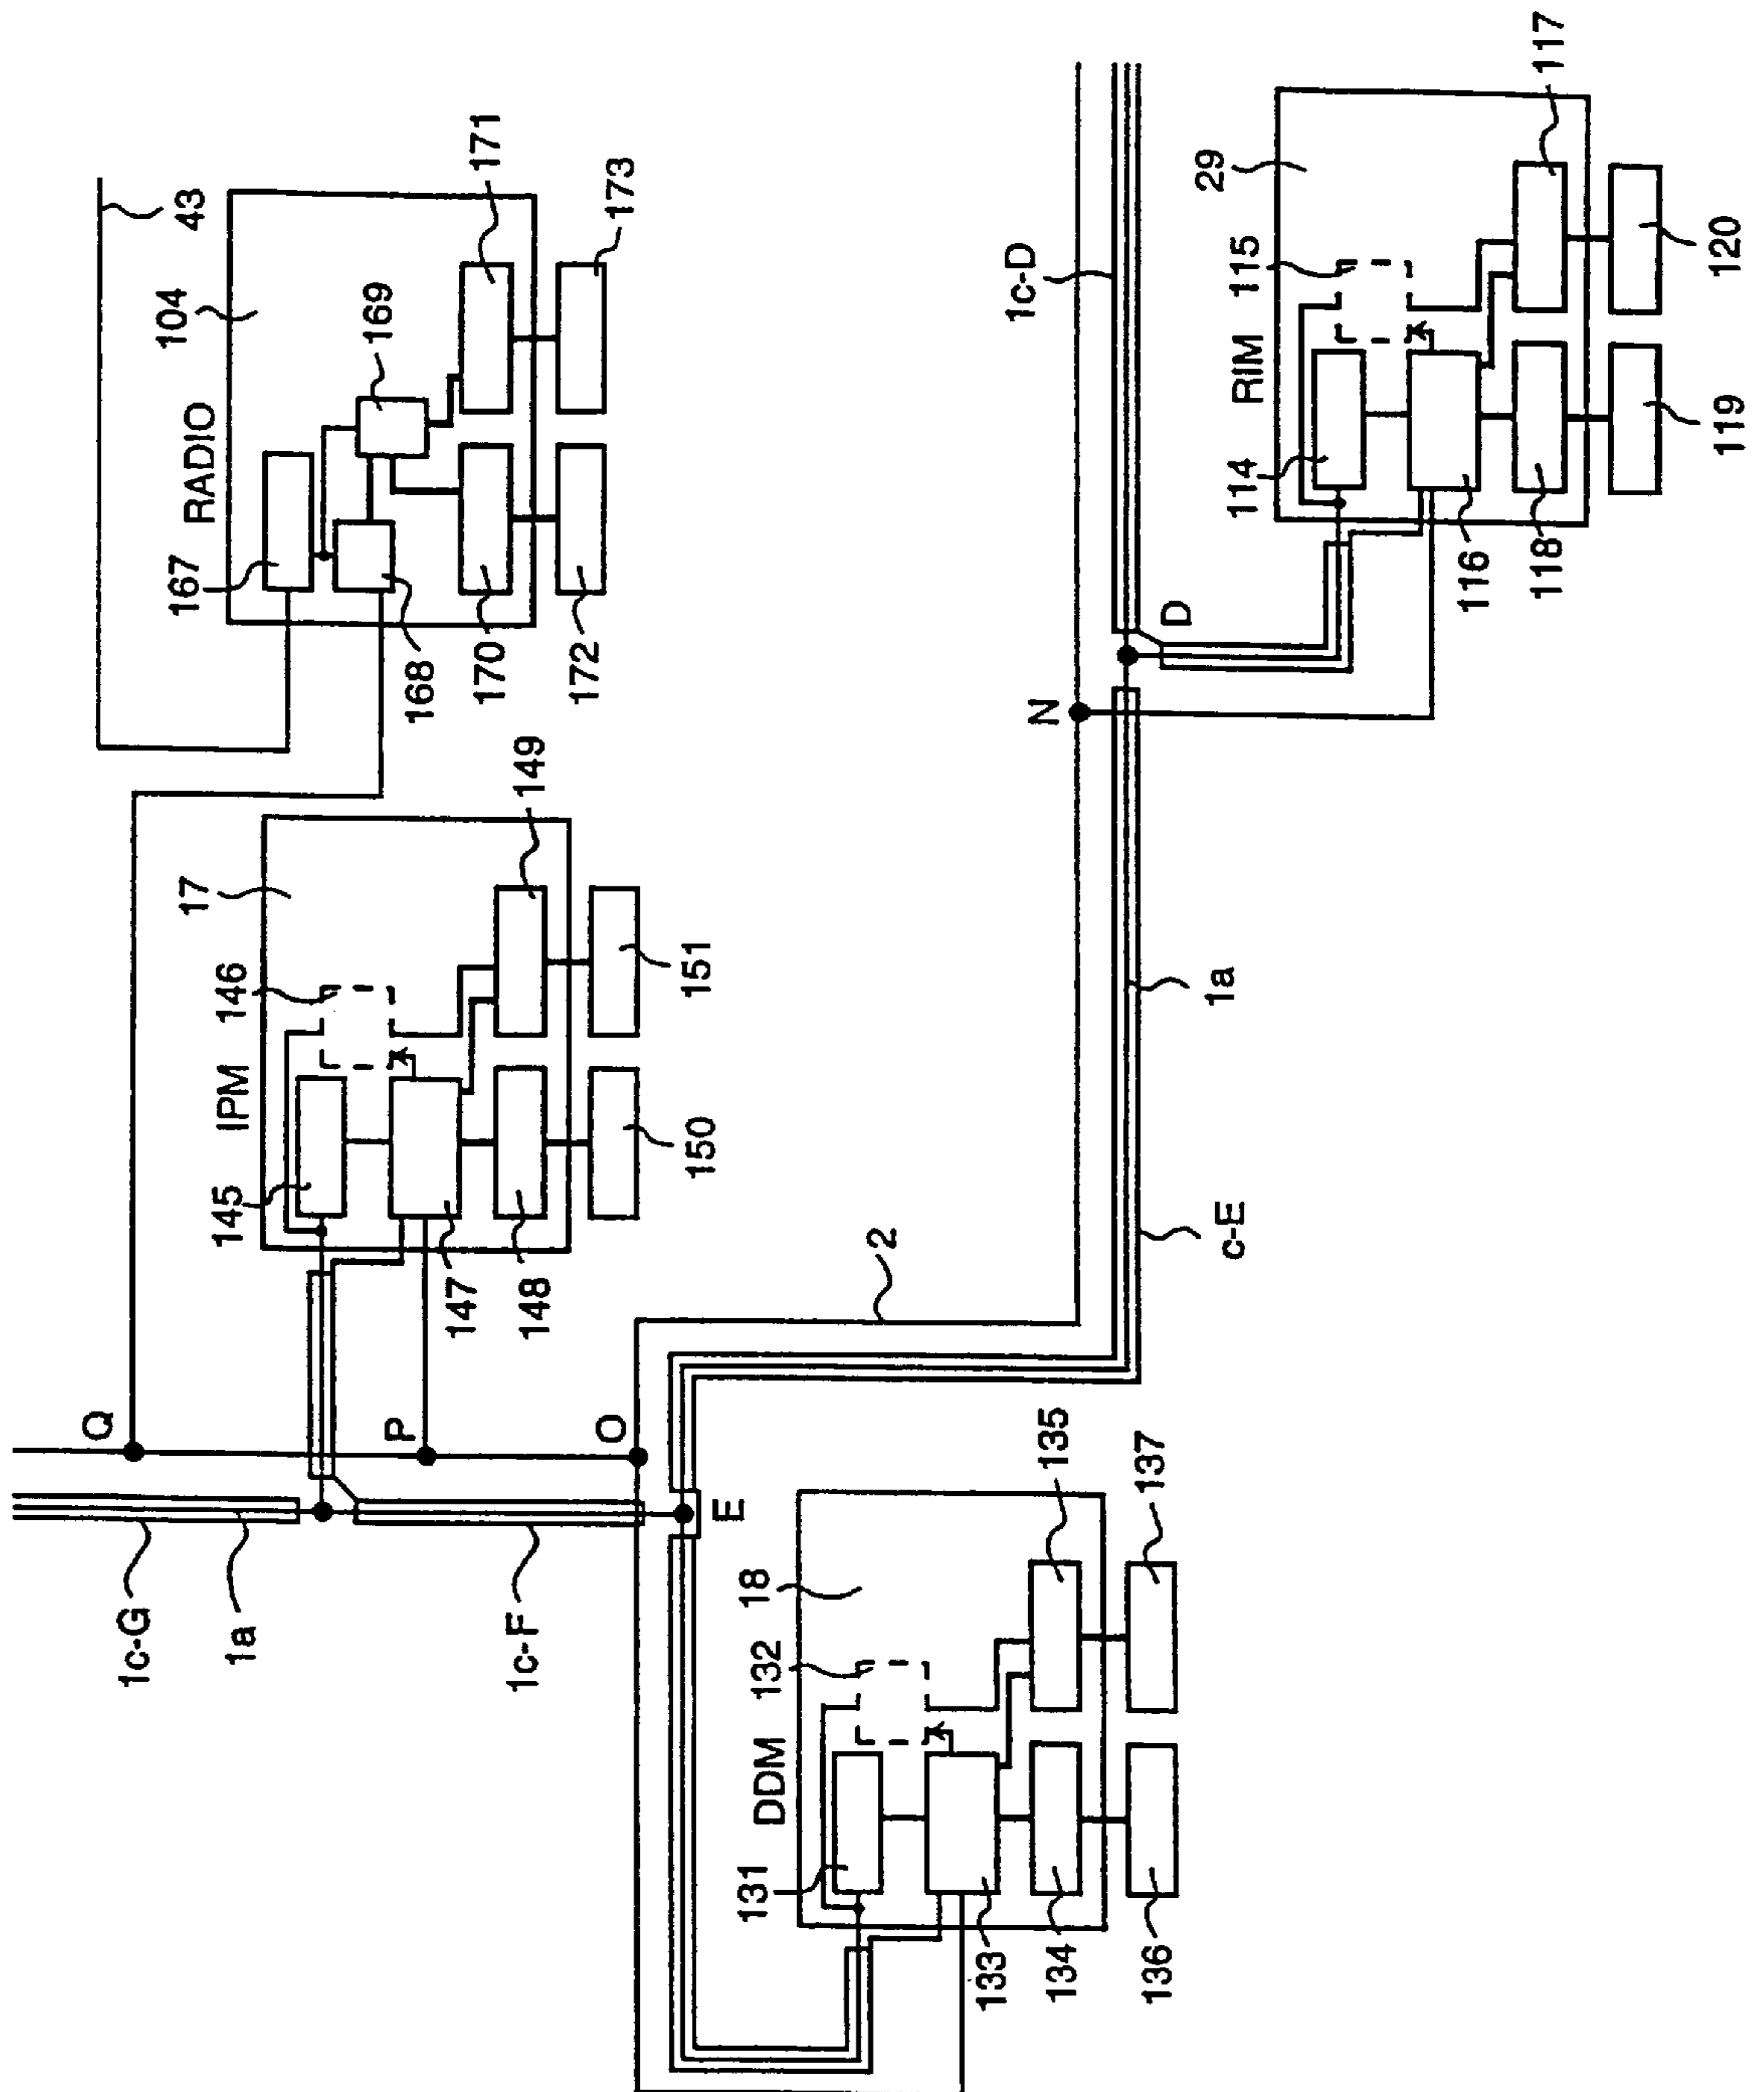 1c-G
1a
1c-F
Q
P
O
E
43
RADIO
104
167
168
169
170
171
172
173
IPM
17
145
146
147
148
149
150
151
2
DDM
18
131
132
133
134
135
136
137
c-E
1a
N
D
1c-D
RIM
29
114
115
116
118
117
119
120